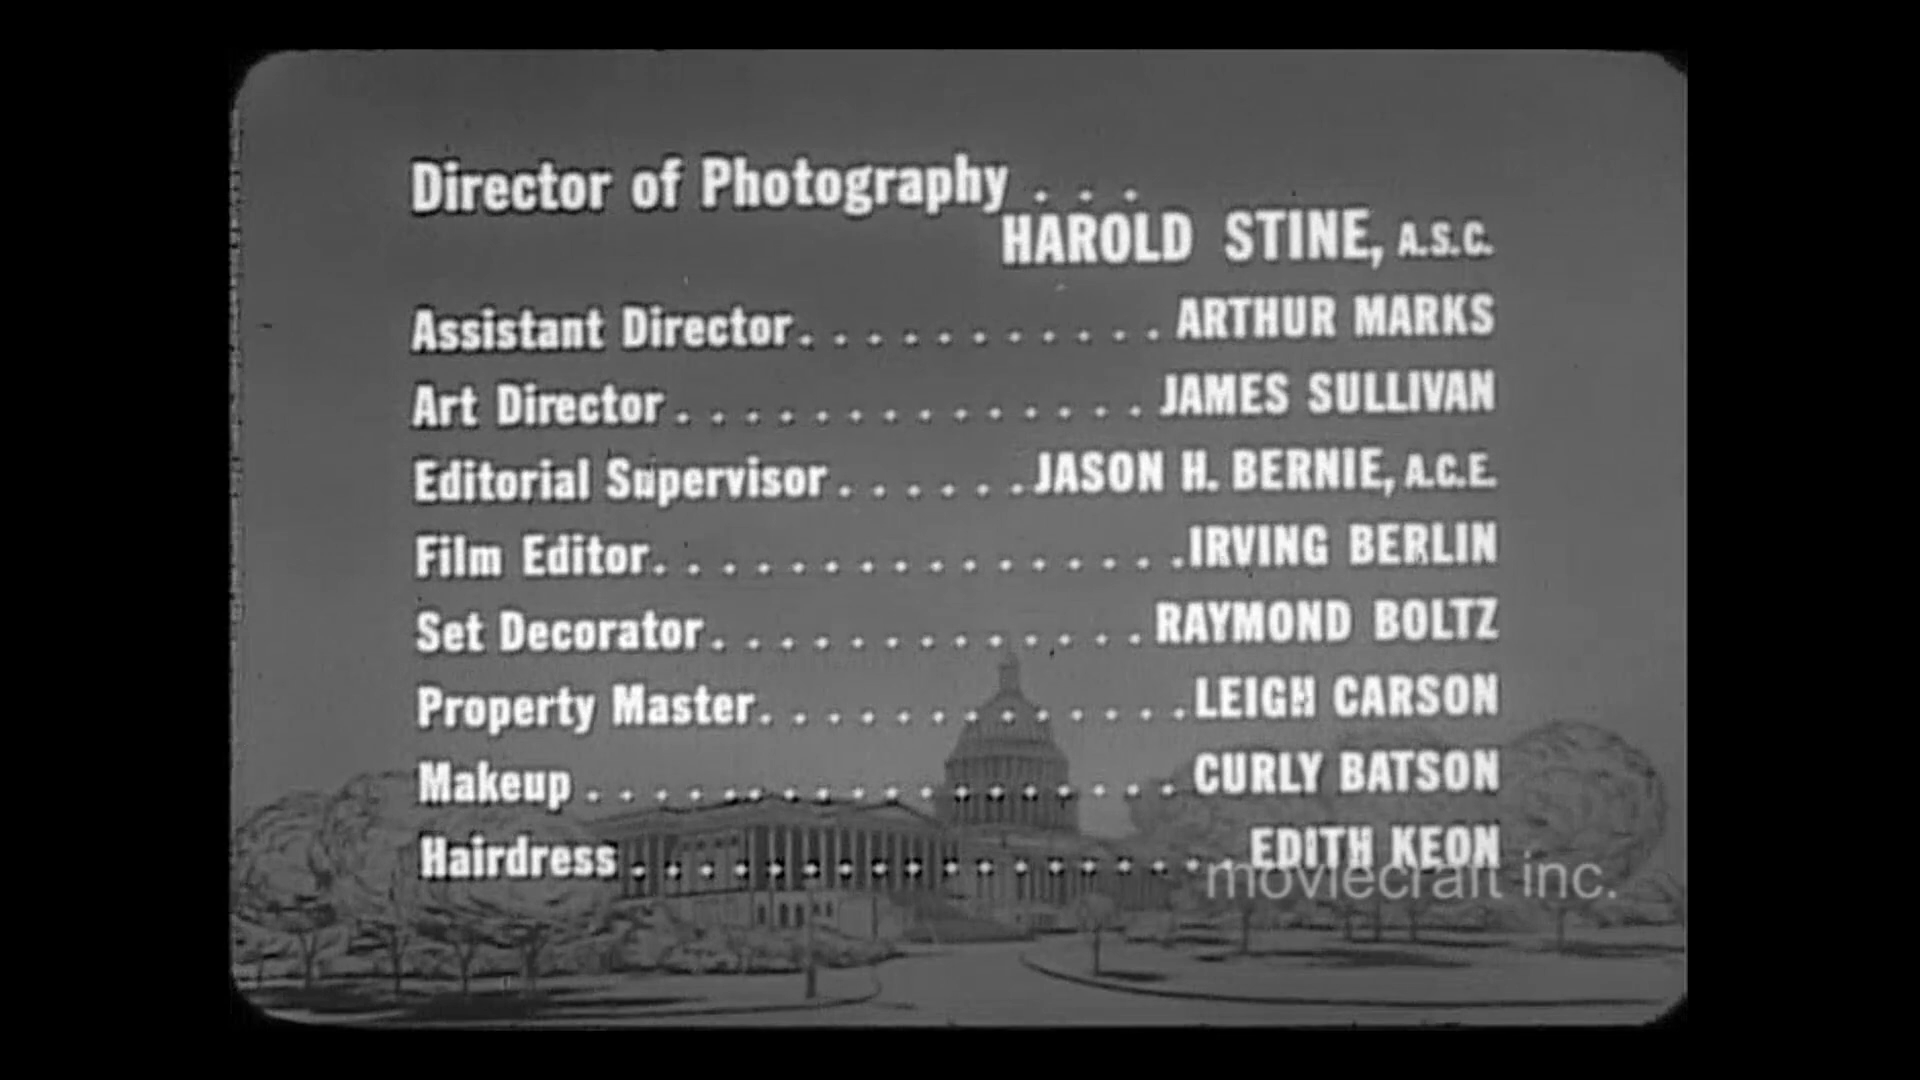 Director of Photography . . .
HAROLD STINE, A.S.C.
Assistant Director . . . . . . . . . . . ARTHUR MARKS
Art Director . . . . . . . . . . . . . . JAMES SULLIVAN
Editorial Supervisor . . . . . . JASON H. BERNIE, A.C.E.
Film Editor . . . . . . . . . . . . . . . . IRVING BERLIN
Set Decorator . . . . . . . . . . . . . RAYMOND BOLTZ
Property Master . . . . . . . . . . . . . LEIGH CARSON
Makeup . . . . . . . . . . . . . . . . . . CURLY BATSON
Hairdress . . . . . . . . . . . . . . . . . EDITH KEON
moviecraft inc.